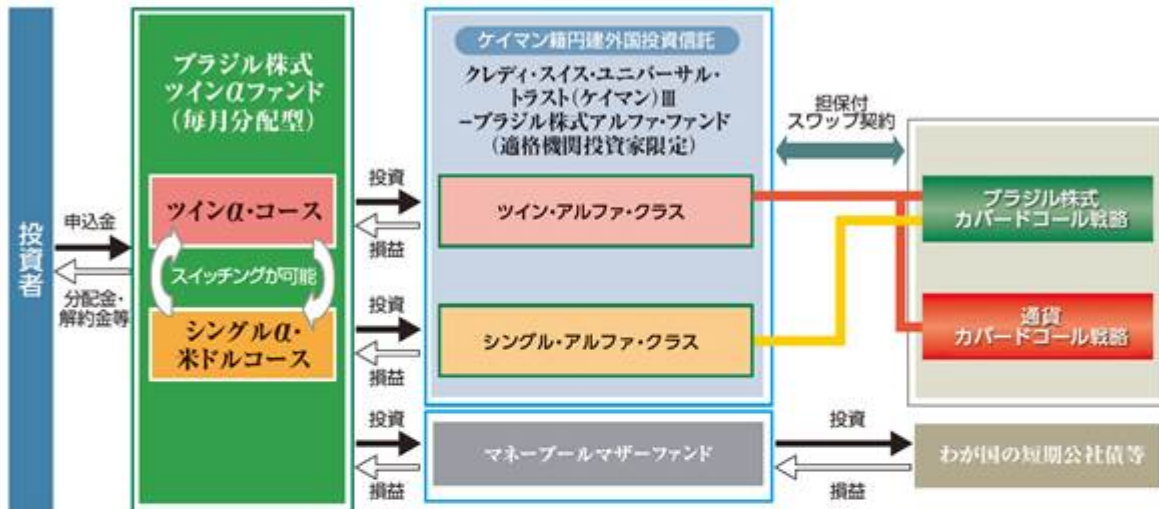 投資者
申込金
分配金・
解約金等
ブラジル株式
ツインαファンド
(毎月分配型)
ツインα・コース
スイッチングが可能
シングルα・
米ドルコース
投資
損益
投資
損益
投資
損益
ケイマン籍円建外国投資信託
クレディ・スイス・ユニバーサル・
トラスト(ケイマン)Ⅲ
-ブラジル株式アルファ・ファンド
(適格機関投資家限定)
ツイン・アルファ・クラス
シングル・アルファ・クラス
マネープールマザーファンド
担保付
スワップ契約
ブラジル株式
カバードコール戦略
通貨
カバードコール戦略
投資
損益
わが国の短期公社債等